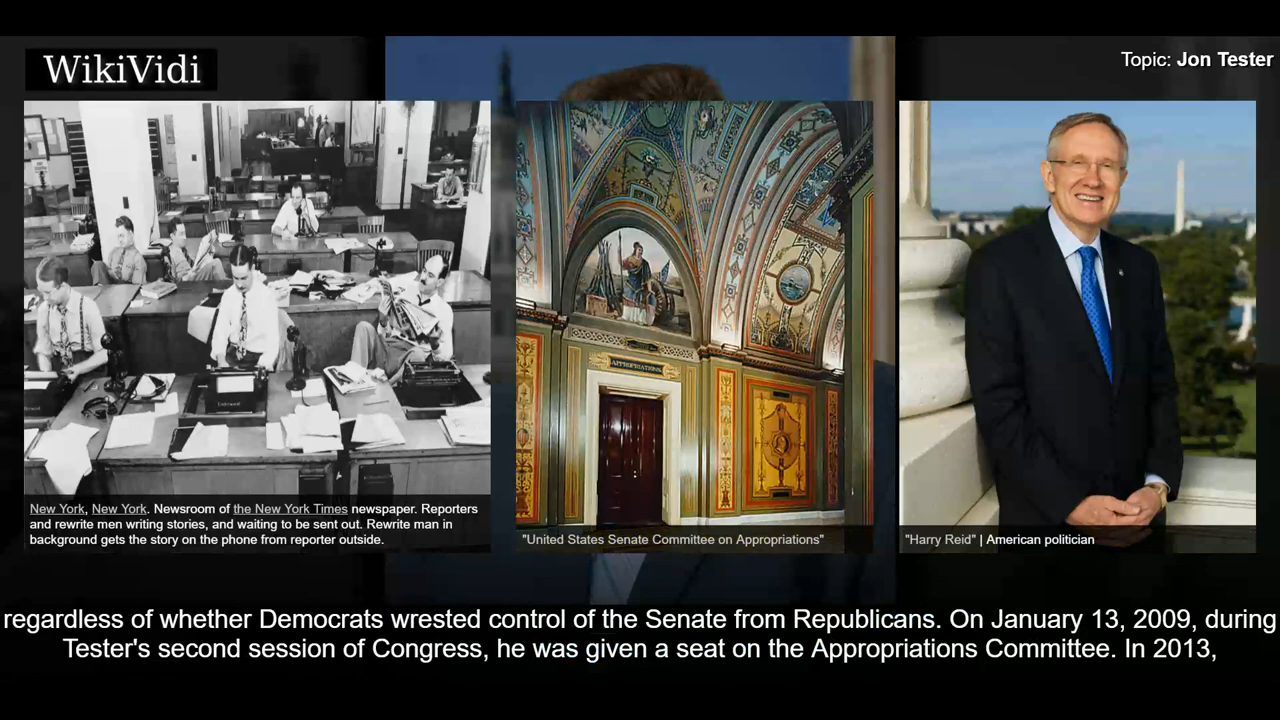 WikiVidi
Topic: Jon Tester
APPROPRIATIONS
New York, New York. Newsroom of the New York Times newspaper. Reporters
and rewrite men writing stories, and waiting to be sent out. Rewrite man in
background gets the story on the phone from reporter outside.
"United States Senate Committee on Appropriations"
"Harry Reid" | American politician
regardless of whether Democrats wrested control of the Senate from Republicans. On January 13, 2009, during
Tester's second session of Congress, he was given a seat on the Appropriations Committee. In 2013,